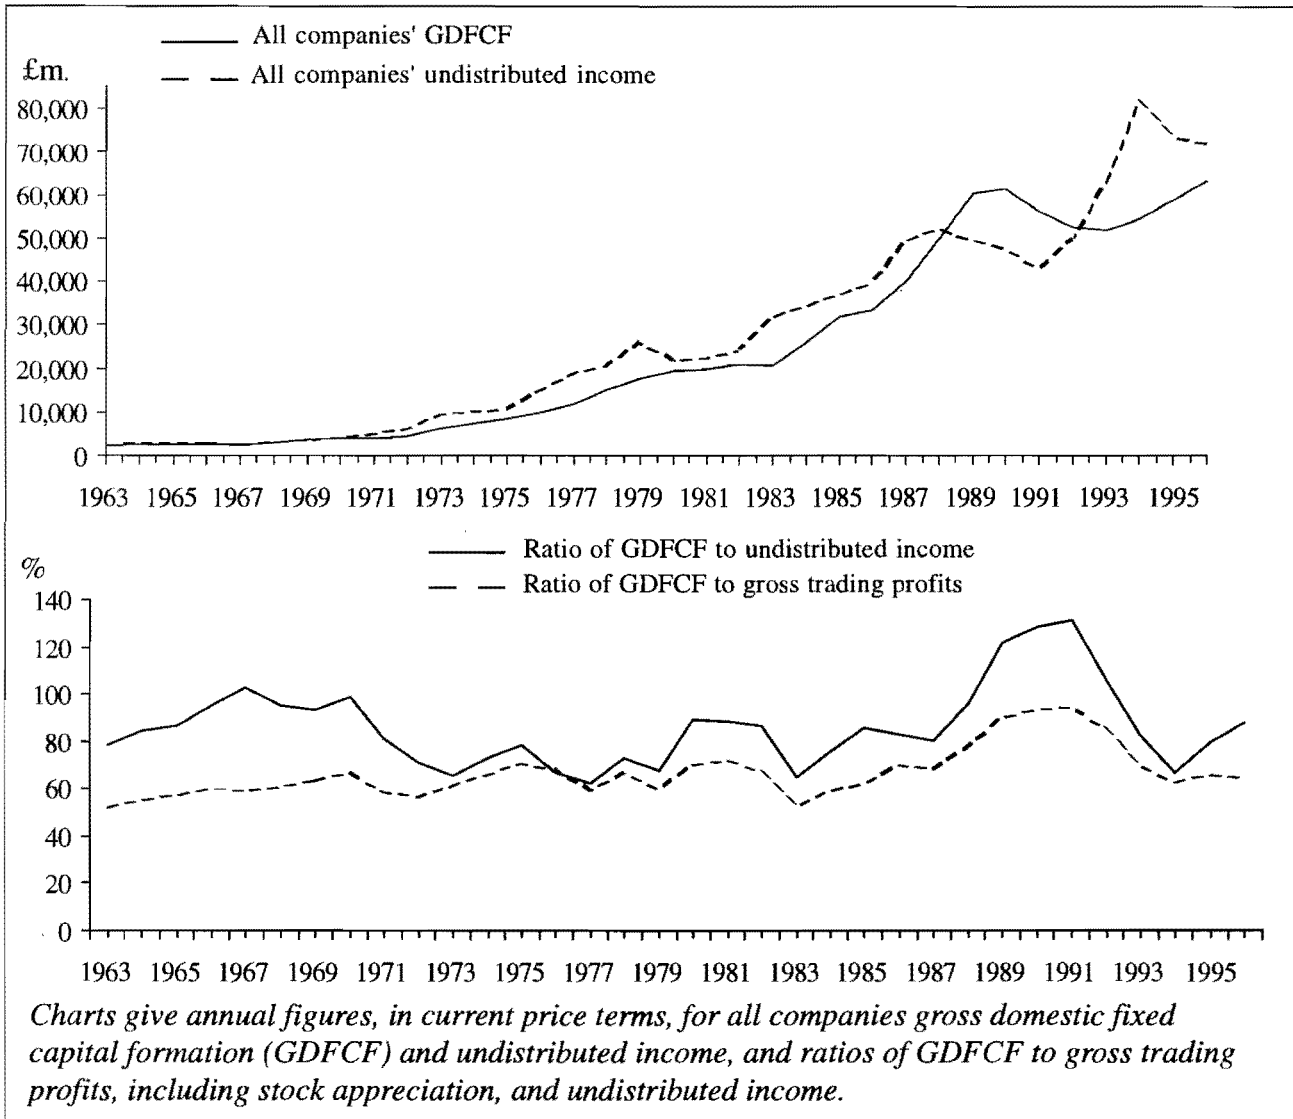 All companies' GDFCF
£m.
All companies' undistributed income
80,000
70,000
60,000
50,000
40,000
30,000
20,000
10,000
0
1963 1965 1967 1969 1971 1973 1975 1977 1979 1981 1983 1985 1987 1989 1991 1993 1995
Ratio of GDFCF to undistributed income
%
Ratio of GDFCF to gross trading profits
140
120
100
80
60
40
20
0
1963 1965 1967 1969 1971 1973 1975 1977 1979 1981 1983 1985 1987 1989 1991 1993 1995
Charts give annual figures, in current price terms, for all companies gross domestic fixed
capital formation (GDFCF) and undistributed income, and ratios of GDFCF to gross trading
profits, including stock appreciation, and undistributed income.